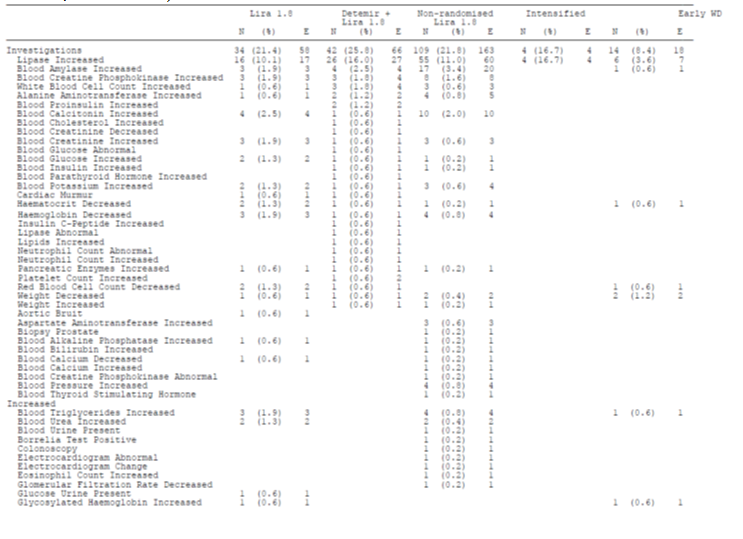 Lira 1.8 Detemir + Non-randomised Intensified Early WD
Lira 1.8 Lira 1.8
N (%) E N (%) E N (%) E N (%) E N (%) E
Investigations 34 (21.4) 58 42 (25.8) 66 109 (21.8) 163 4 (16.7) 4 14 (8.4) 18
Lipase Increased 16 (10.1) 17 26 (16.0) 27 55 (11.0) 60 4 (16.7) 4 6 (3.6) 7
Blood Amylase Increased 3 (1.9) 3 4 (2.5) 4 17 (3.4) 20 1 (0.6) 1
Blood Creatine Phosphokinase Increased 3 (1.9) 3 3 (1.8) 4 8 (1.6) 8
White Blood Cell Count Increased 1 (0.6) 1 3 (1.8) 4 3 (0.6) 3
Alanine Aminotransferase Increased 1 (0.6) 1 2 (1.2) 2 4 (0.8) 5
Blood Proinsulin Increased 2 (1.2) 2
Blood Calcitonin Increased 4 (2.5) 4 1 (0.6) 1 10 (2.0) 10
Blood Cholesterol Increased 1 (0.6) 1
Blood Creatinine Decreased 1 (0.6) 1
Blood Creatinine Increased 3 (1.9) 3 1 (0.6) 1 3 (0.6) 3
Blood Glucose Abnormal 1 (0.6) 1
Blood Glucose Increased 2 (1.3) 2 1 (0.6) 1 1 (0.2) 1
Blood Insulin Increased 1 (0.6) 1 1 (0.2) 1
Blood Parathyroid Hormone Increased 1 (0.6) 1
Blood Potassium Increased 2 (1.3) 2 1 (0.6) 1 3 (0.6) 4
Cardiac Murmur 1 (0.6) 1 1 (0.6) 1
Haematocrit Decreased 2 (1.3) 2 1 (0.6) 1 1 (0.2) 1 1 (0.6) 1
Haemoglobin Decreased 3 (1.9) 3 1 (0.6) 1 4 (0.8) 4
Insulin C-Peptide Increased 1 (0.6) 1
Lipase Abnormal 1 (0.6) 1
Lipids Increased 1 (0.6) 1
Neutrophil Count Abnormal 1 (0.6) 1
Neutrophil Count Increased 1 (0.6) 1
Pancreatic Enzymes Increased 1 (0.6) 1 1 (0.6) 1 1 (0.2) 1
Platelet Count Increased 1 (0.6) 2
Red Blood Cell Count Decreased 2 (1.3) 2 1 (0.6) 1 1 (0.6) 1
Weight Decreased 1 (0.6) 1 1 (0.6) 1 2 (0.4) 2 2 (1.2) 2
Weight Increased 1 (0.6) 1 1 (0.2) 1
Aortic Bruit 1 (0.6) 1
Aspartate Aminotransferase Increased 3 (0.6) 3
Biopsy Prostate 1 (0.2) 1
Blood Alkaline Phosphatase Increased 1 (0.6) 1 1 (0.2) 1
Blood Bilirubin Increased 1 (0.2) 1
Blood Calcium Decreased 1 (0.6) 1 1 (0.2) 1
Blood Calcium Increased 1 (0.2) 1
Blood Creatine Phosphokinase Abnormal 1 (0.2) 1
Blood Pressure Increased 4 (0.8) 4
Blood Thyroid Stimulating Hormone 1 (0.2) 1
Increased
Blood Triglycerides Increased 3 (1.9) 3 4 (0.8) 4 1 (0.6) 1
Blood Urea Increased 2 (1.3) 2 2 (0.4) 2
Blood Urine Present 1 (0.2) 1
Borrelia Test Positive 1 (0.2) 1
Colonoscopy 1 (0.2) 1
Electrocardiogram Abnormal 1 (0.2) 1
Electrocardiogram Change 1 (0.2) 1
Eosinophil Count Increased 1 (0.2) 1
Glomerular Filtration Rate Decreased 1 (0.2) 1
Glucose Urine Present 1 (0.6) 1
Glycosylated Haemoglobin Increased 1 (0.6) 1 1 (0.6) 1